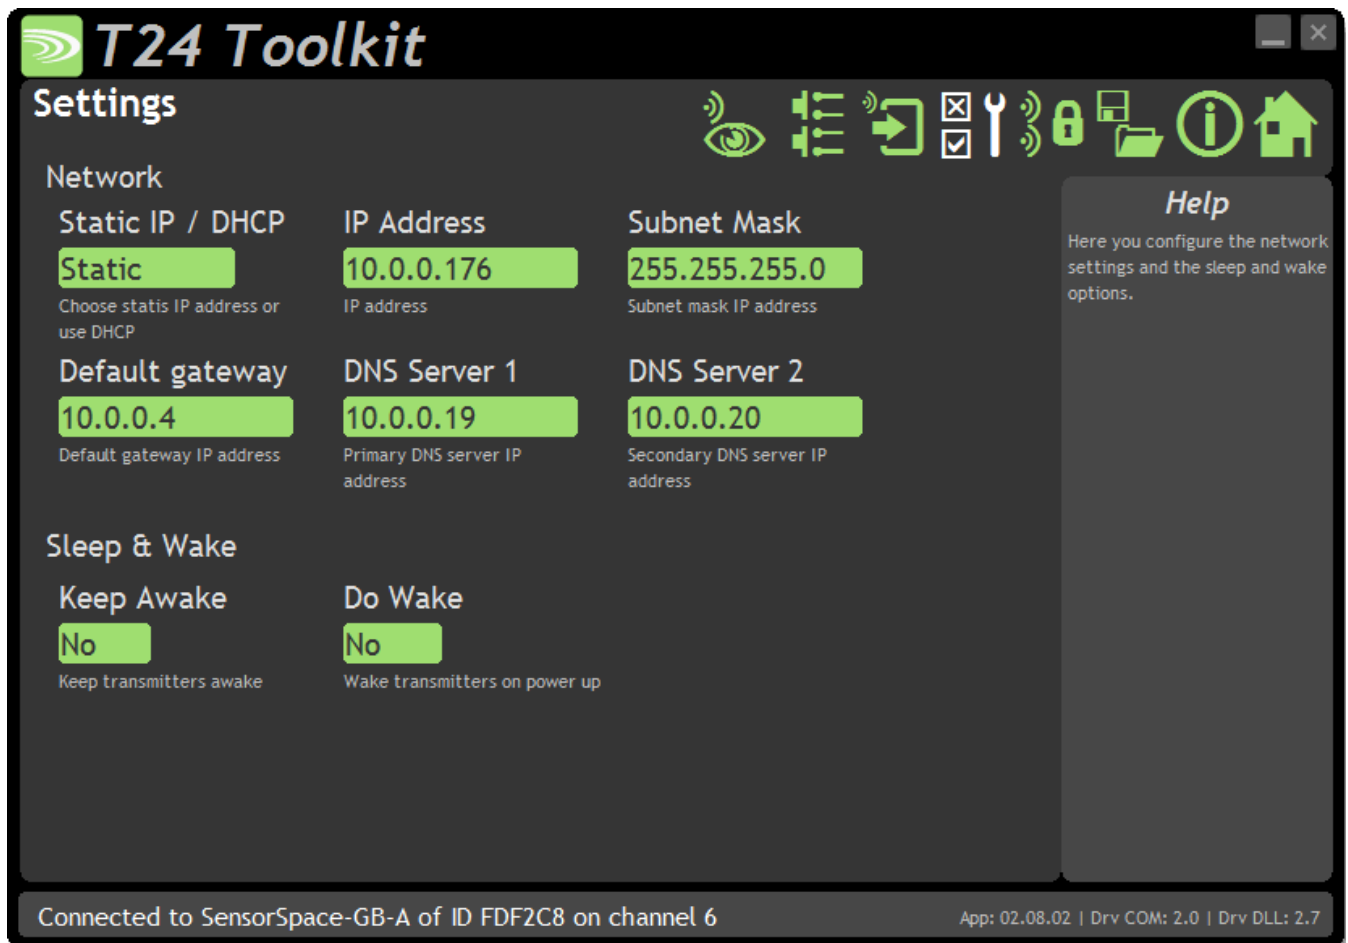 T24 Toolkit
Settings
Network
Static IP / DHCP
Static
Choose statis IP address or
use DHCP
IP Address
10.0.0.176
IP address
Subnet Mask
255.255.255.0
Subnet mask IP address
Default gateway
10.0.0.4
Default gateway IP address
DNS Server 1
10.0.0.19
Primary DNS server IP
address
DNS Server 2
10.0.0.20
Secondary DNS server IP
address
Sleep & Wake
Keep Awake
No
Keep transmitters awake
Do Wake
No
Wake transmitters on power up
Help
Here you configure the network
settings and the sleep and wake
options.
Connected to SensorSpace-GB-A of ID FDF2C8 on channel 6
App: 02.08.02 | Drv COM: 2.0 | Drv DLL: 2.7